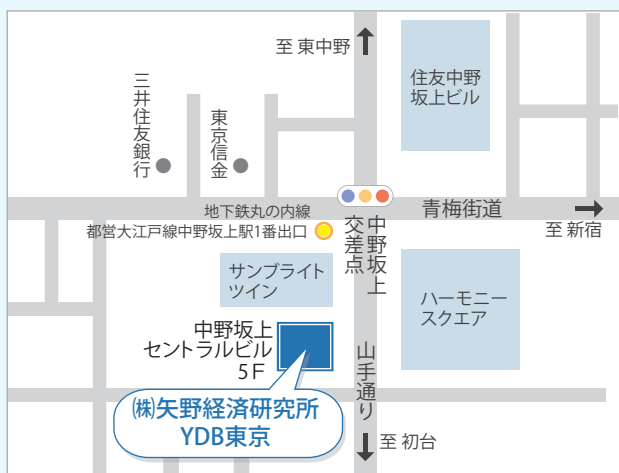 至 東中野
住友中野
坂上ビル
三井住友銀行
東京信金
地下鉄丸の内線
都営大江戸線中野坂上駅1番出口
青梅街道
至 新宿
中野坂上
交差点
サンブライト
ツイン
ハーモニー
スクエア
中野坂上
セントラルビル
5F
山手通り
㈱矢野経済研究所
YDB東京
至 初台